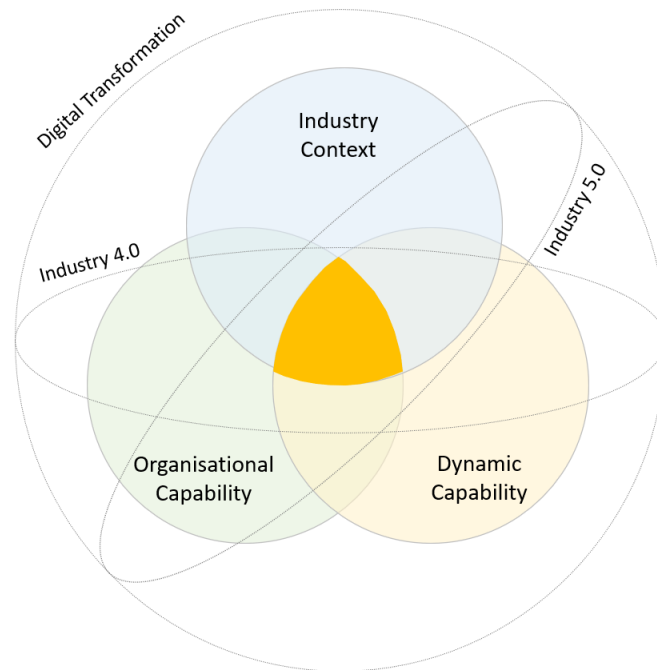 Digital Transformation
Industry
Context
Industry 4.0
Industry 5.0
Organisational
Capability
Dynamic
Capability